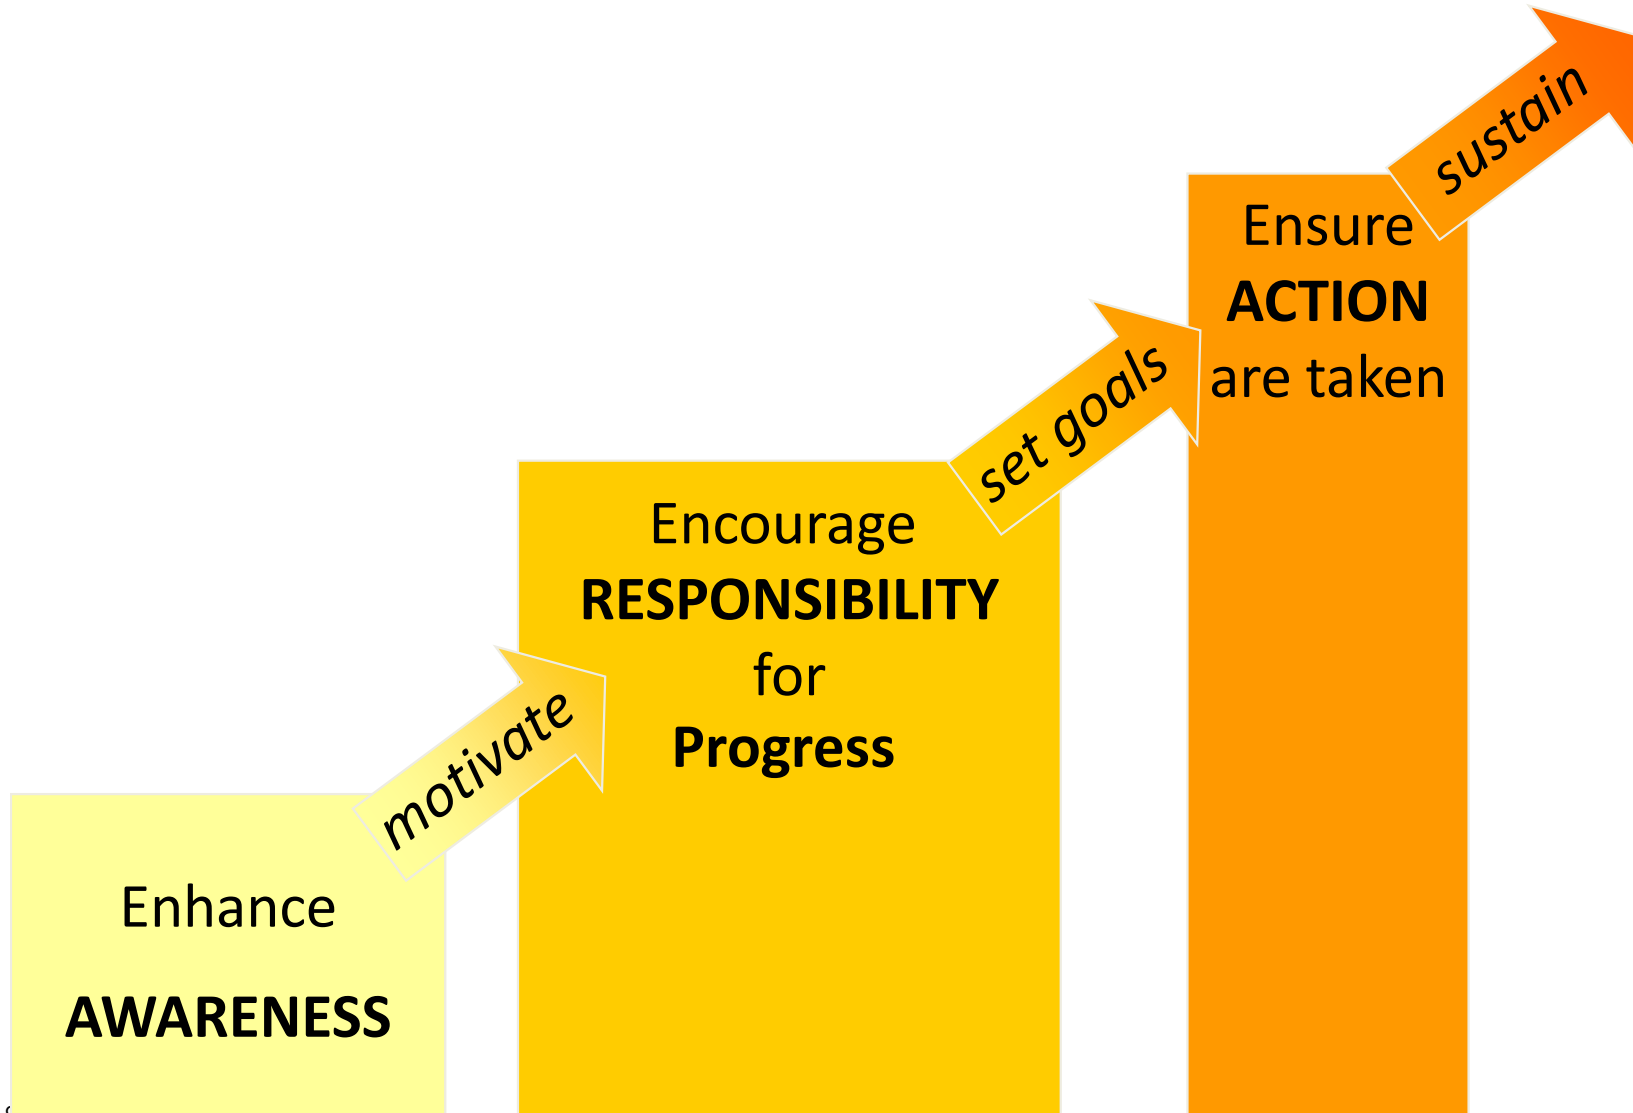 Enhance
AWARENESS
motivate
Encourage
RESPONSIBILITY
for
Progress
set goals
Ensure
ACTION
are taken
sustain